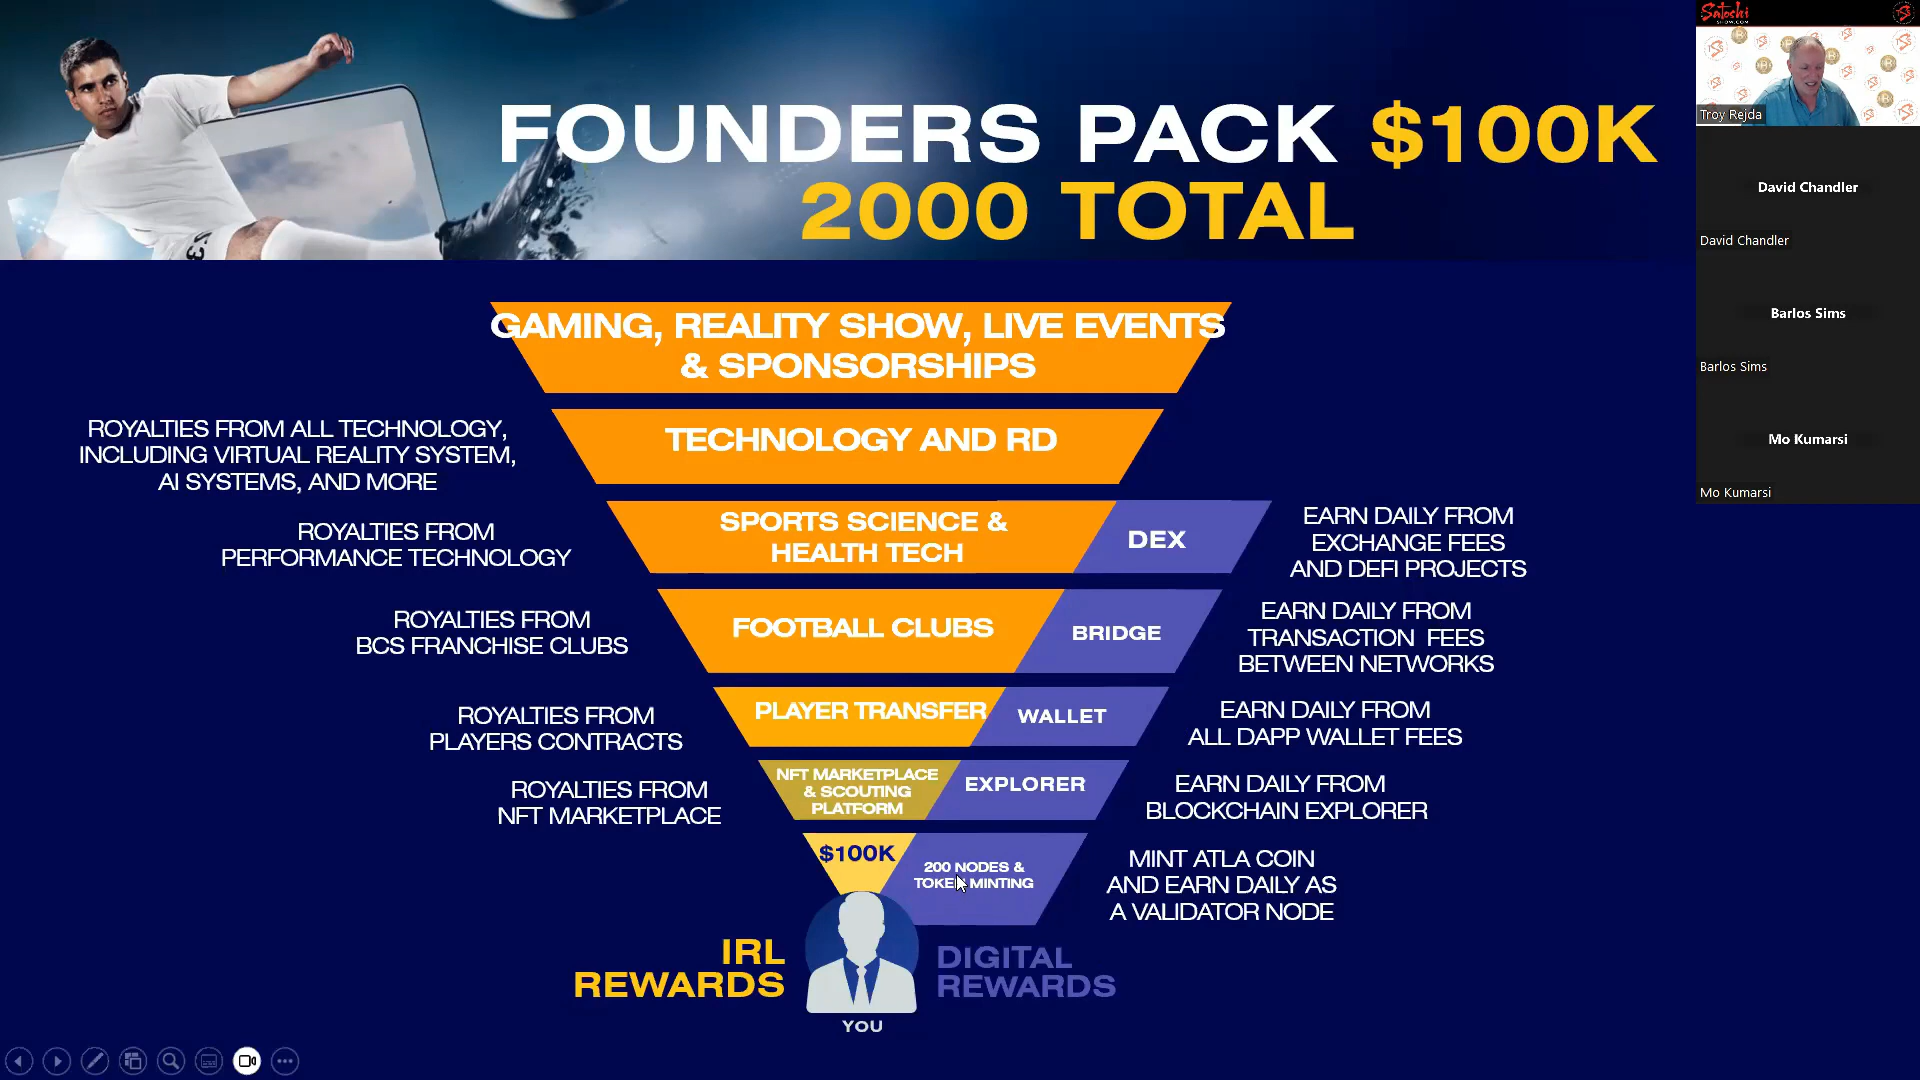 FOUNDERS PACK $100K
2000 TOTAL
GAMING, REALITY SHOW, LIVE EVENTS
& SPONSORSHIPS
ROYALTIES FROM ALL TECHNOLOGY,
INCLUDING VIRTUAL REALITY SYSTEM,
AI SYSTEMS, AND MORE
TECHNOLOGY AND RD
ROYALTIES FROM
PERFORMANCE TECHNOLOGY
SPORTS SCIENCE &
HEALTH TECH
DEX
EARN DAILY FROM
EXCHANGE FEES
AND DEFI PROJECTS
ROYALTIES FROM
BCS FRANCHISE CLUBS
FOOTBALL CLUBS
BRIDGE
EARN DAILY FROM
TRANSACTION FEES
BETWEEN NETWORKS
ROYALTIES FROM
PLAYERS CONTRACTS
PLAYER TRANSFER
WALLET
EARN DAILY FROM
ALL DAPP WALLET FEES
ROYALTIES FROM
NFT MARKETPLACE
NFT MARKETPLACE
& SCOUTING
PLATFORM
EXPLORER
EARN DAILY FROM
BLOCKCHAIN EXPLORER
$100K
200 NODES &
TOKEN MINTING
MINT ATLA COIN
AND EARN DAILY AS
A VALIDATOR NODE
IRL
REWARDS
DIGITAL
REWARDS
YOU
Satoshi
SHOW.COM
Troy Rejda
David Chandler
David Chandler
Barlos Sims
Barlos Sims
Mo Kumarsi
Mo Kumarsi